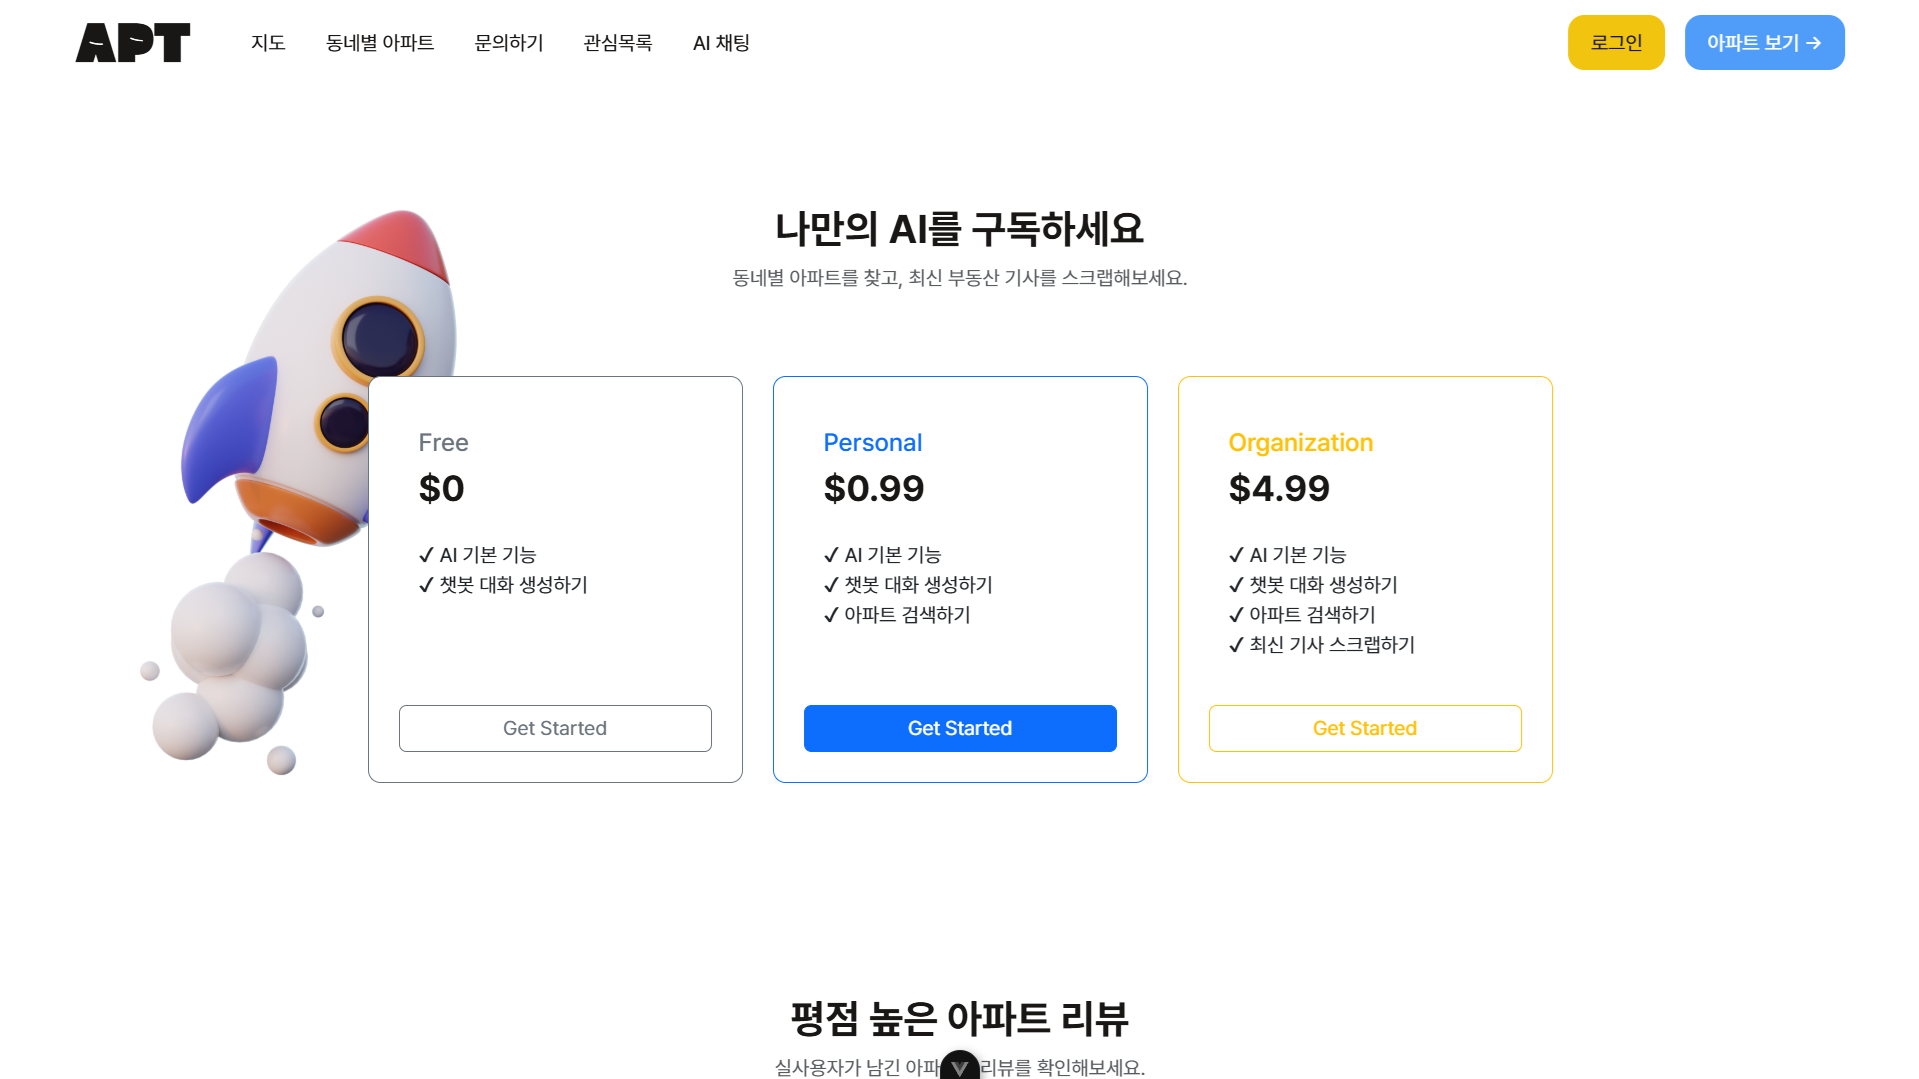 APT
지도
동네별 아파트
문의하기
관심목록
AI 채팅
로그인
아파트 보기 →
나만의 AI를 구독하세요
동네별 아파트를 찾고, 최신 부동산 기사를 스크랩해보세요.
Free
$0
✓ AI 기본 기능
✓ 챗봇 대화 생성하기
Get Started
Personal
$0.99
✓ AI 기본 기능
✓ 챗봇 대화 생성하기
✓ 아파트 검색하기
Get Started
Organization
$4.99
✓ AI 기본 기능
✓ 챗봇 대화 생성하기
✓ 아파트 검색하기
✓ 최신 기사 스크랩하기
Get Started
평점 높은 아파트 리뷰
실사용자가 남긴 아파 리뷰를 확인해보세요.